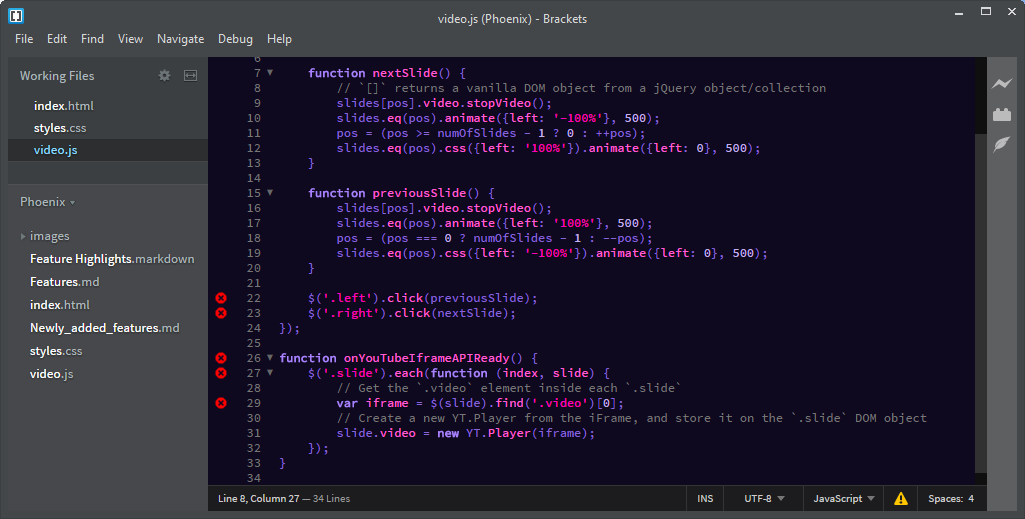 video.js (Phoenix) - Brackets
File Edit Find View Navigate Debug Help
Working Files
index.html
styles.css
video.js
Phoenix
images
Feature Highlights.markdown
Features.md
index.html
Newly_added_features.md
styles.css
video.js
6
7 function nextSlide() {
8 // `[]` returns a vanilla DOM object from a jQuery object/collection
9 slides[pos].video.stopVideo();
10 slides.eq(pos).animate({left: '-100%'}, 500);
11 pos = (pos >= numOfSlides - 1 ? 0 : ++pos);
12 slides.eq(pos).css({left: '100%'}).animate({left: 0}, 500);
13 }
14
15 function previousSlide() {
16 slides[pos].video.stopVideo();
17 slides.eq(pos).animate({left: '100%'}, 500);
18 pos = (pos === 0 ? numOfSlides - 1 : --pos);
19 slides.eq(pos).css({left: '-100%'}).animate({left: 0}, 500);
20 }
21
22 $('.left').click(previousSlide);
23 $('.right').click(nextSlide);
24 });
25
26 function onYouTubeIframeAPIReady() {
27 $('.slide').each(function (index, slide) {
28 // Get the `.video` element inside each `.slide`
29 var iframe = $(slide).find('.video')[0];
30 // Create a new YT.Player from the iFrame, and store it on the `.slide` DOM object
31 slide.video = new YT.Player(iframe);
32 });
33 }
34
Line 8, Column 27 — 34 Lines INS UTF-8 JavaScript Spaces: 4